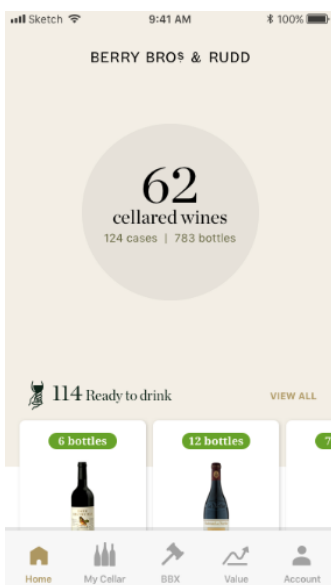 Sketch 9:41 AM 100%
BERRY BROS & RUDD
62
cellared wines
124 cases | 783 bottles
114 Ready to drink VIEW ALL
6 bottles 12 bottles 7
Home My Cellar BBX Value Account